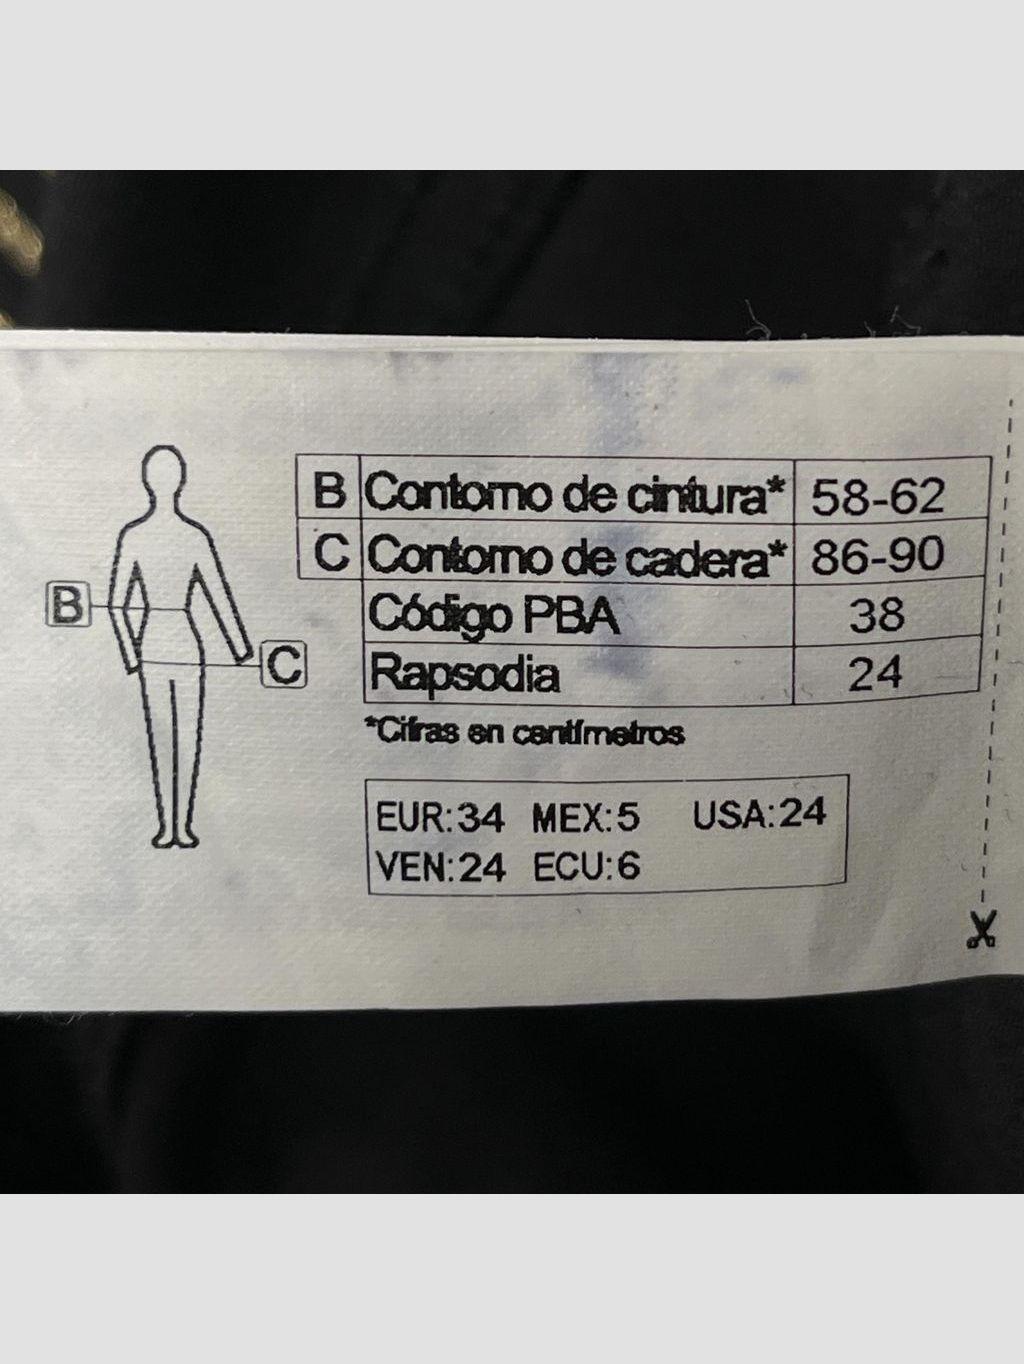 B Contorno de cintura* 58-62
C Contorno de cadera* 86-90
Código PBA 38
Rapsodia 24
*Cifras en centímetros
B
C
EUR:34 MEX:5 USA:24
VEN:24 ECU:6